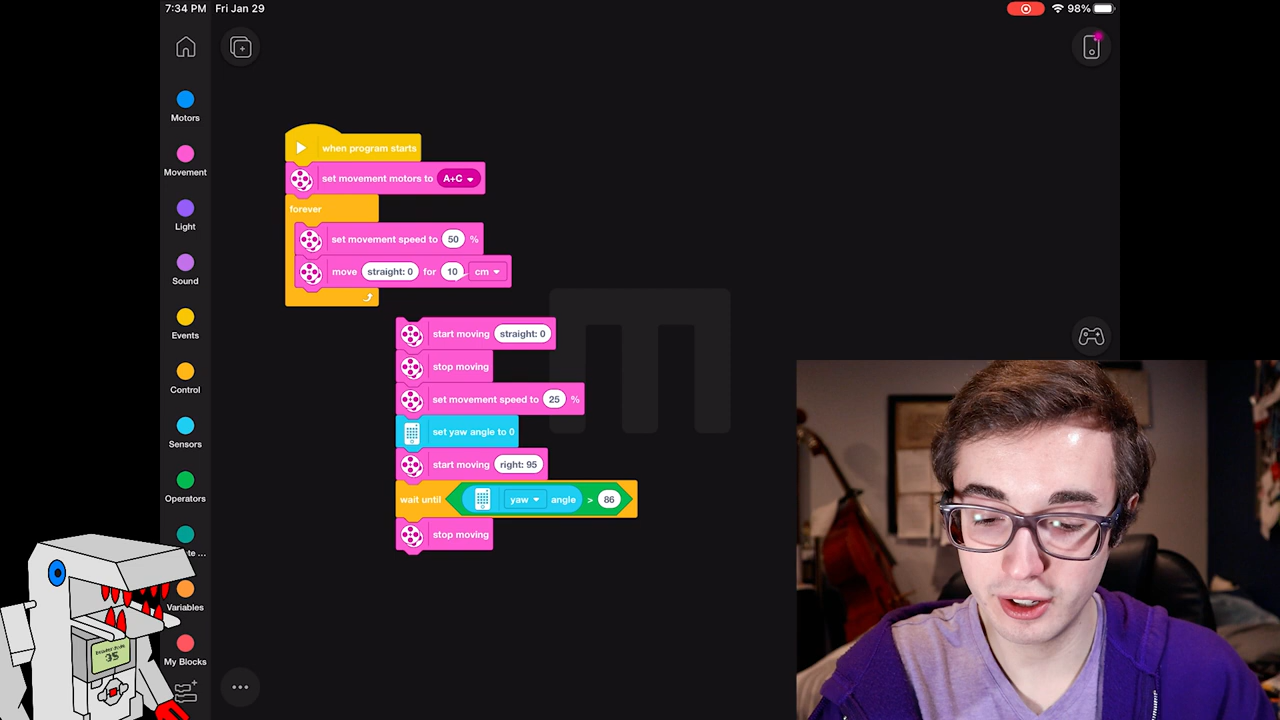 7:34 PM Fri Jan 29
98%
Motors
Movement
Light
Sound
Events
Control
Sensors
Operators
Variables
My Blocks
when program starts
set movement motors to A+C
forever
set movement speed to 50 %
move straight: 0 for 10 cm
start moving straight: 0
stop moving
set movement speed to 25 %
set yaw angle to 0
start moving right: 95
wait until yaw angle > 86
stop moving
35